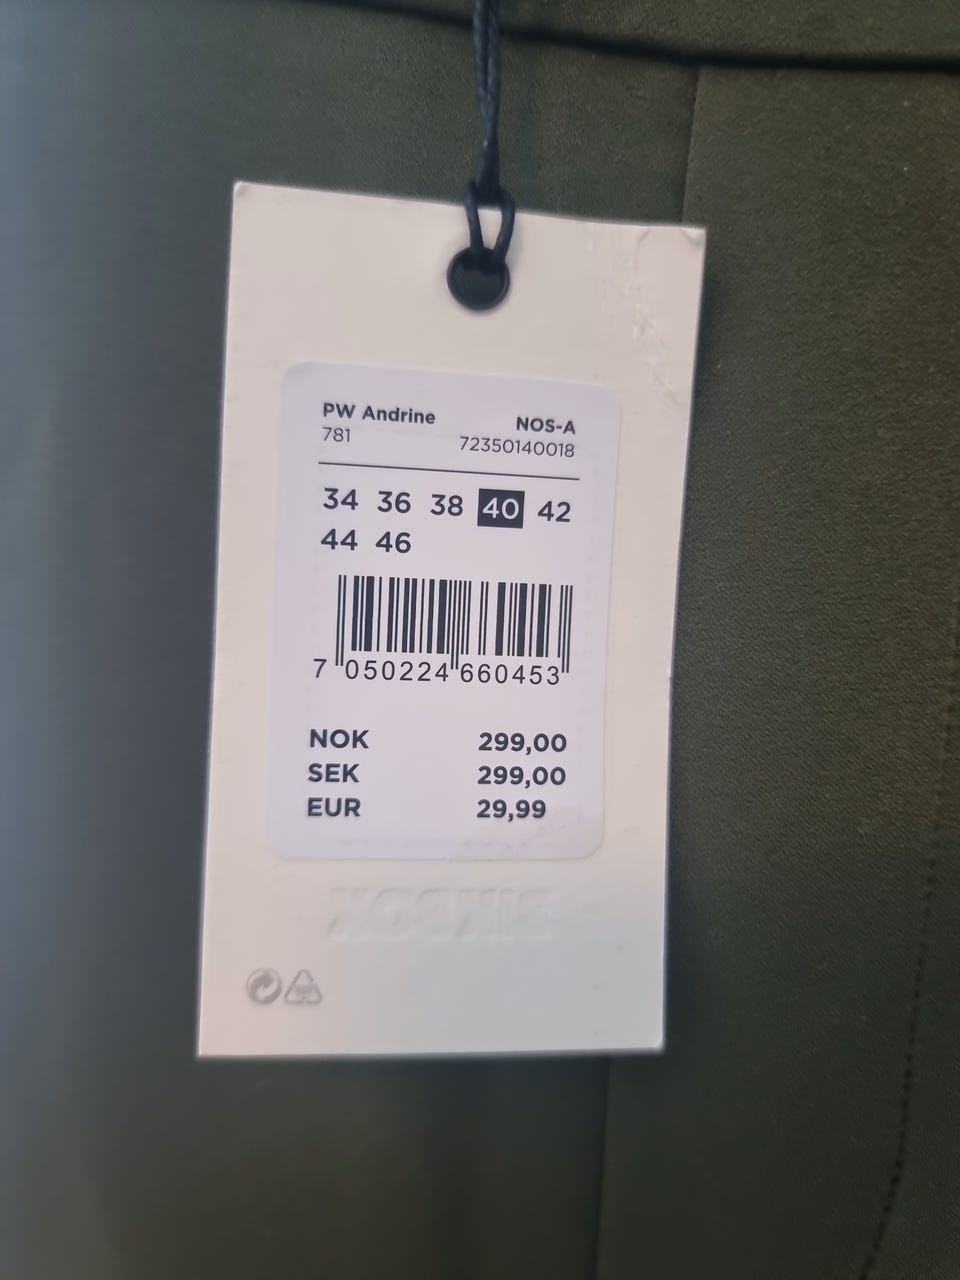 PW Andrine NOS-A
781 72350140018
34 36 38 40 42
44 46
7 050224 660453
NOK 299,00
SEK 299,00
EUR 29,99
BIKBOK